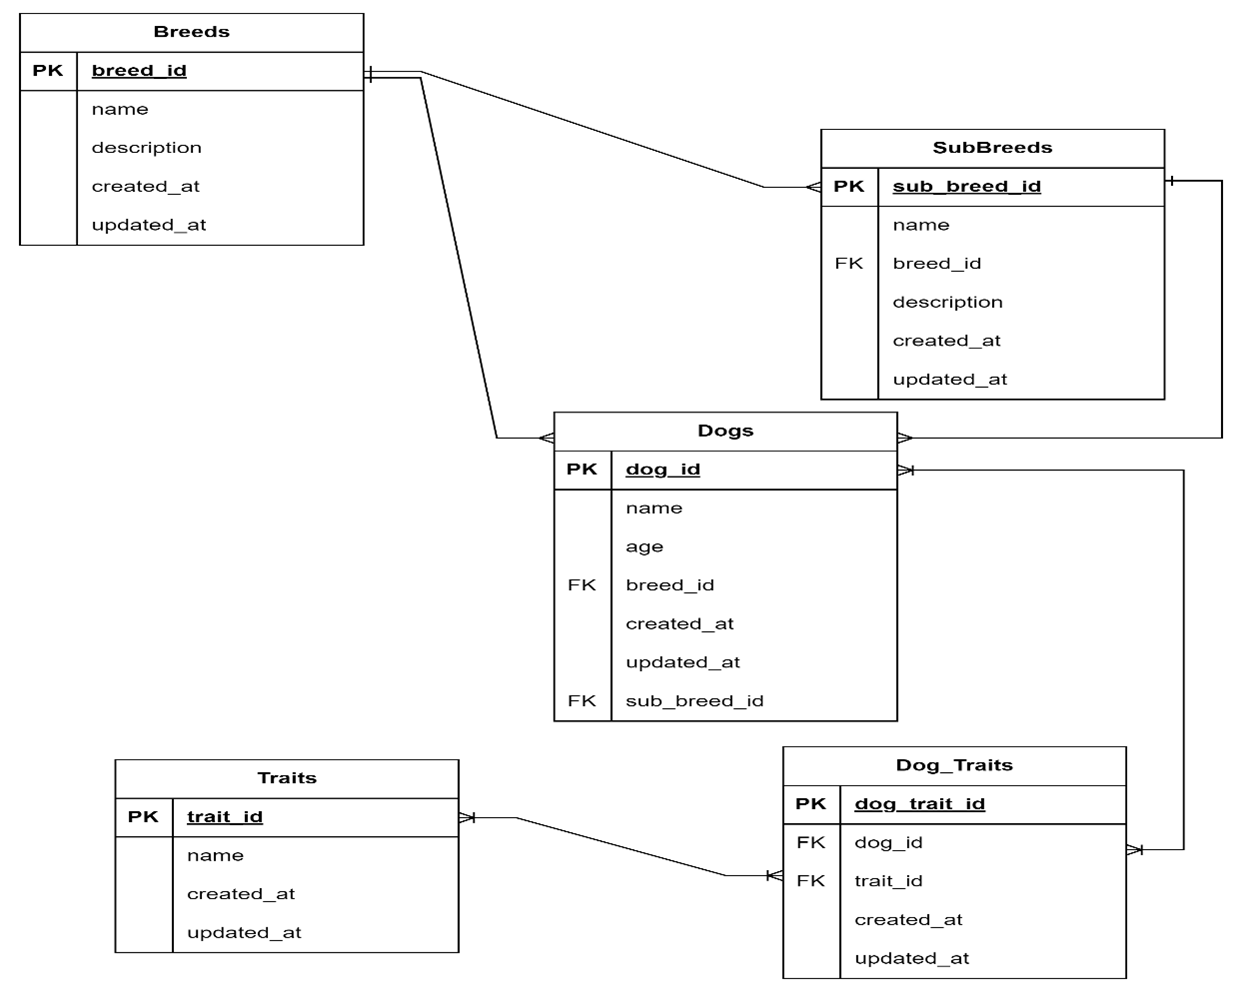 Breeds
PK breed_id
name
description
created_at
updated_at
SubBreeds
PK sub_breed_id
name
FK breed_id
description
created_at
updated_at
Dogs
PK dog_id
name
age
FK breed_id
created_at
updated_at
FK sub_breed_id
Traits
PK trait_id
name
created_at
updated_at
Dog_Traits
PK dog_trait_id
FK dog_id
FK trait_id
created_at
updated_at